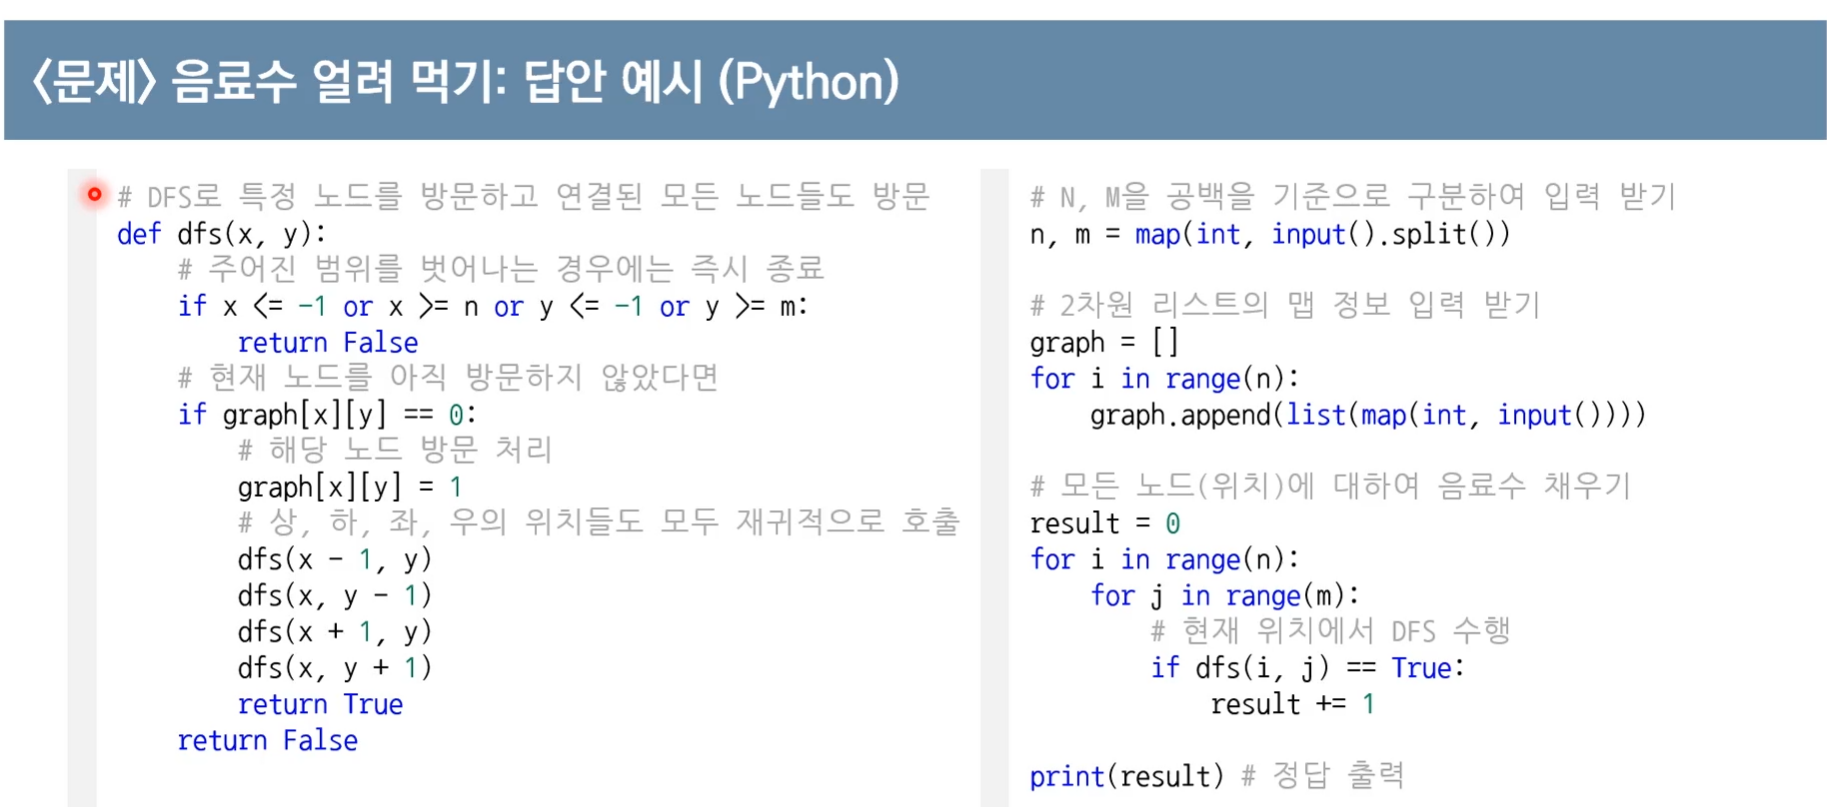 <문제> 음료수 얼려 먹기: 답안 예시 (Python)
# DFS로 특정 노드를 방문하고 연결된 모든 노드들도 방문
def dfs(x, y):
    # 주어진 범위를 벗어나는 경우에는 즉시 종료
    if x <= -1 or x >= n or y <= -1 or y >= m:
        return False
    # 현재 노드를 아직 방문하지 않았다면
    if graph[x][y] == 0:
        # 해당 노드 방문 처리
        graph[x][y] = 1
        # 상, 하, 좌, 우의 위치들도 모두 재귀적으로 호출
        dfs(x - 1, y)
        dfs(x, y - 1)
        dfs(x + 1, y)
        dfs(x, y + 1)
        return True
    return False
# N, M을 공백을 기준으로 구분하여 입력 받기
n, m = map(int, input().split())
# 2차원 리스트의 맵 정보 입력 받기
graph = []
for i in range(n):
    graph.append(list(map(int, input())))
# 모든 노드(위치)에 대하여 음료수 채우기
result = 0
for i in range(n):
    for j in range(m):
        # 현재 위치에서 DFS 수행
        if dfs(i, j) == True:
            result += 1
print(result) # 정답 출력